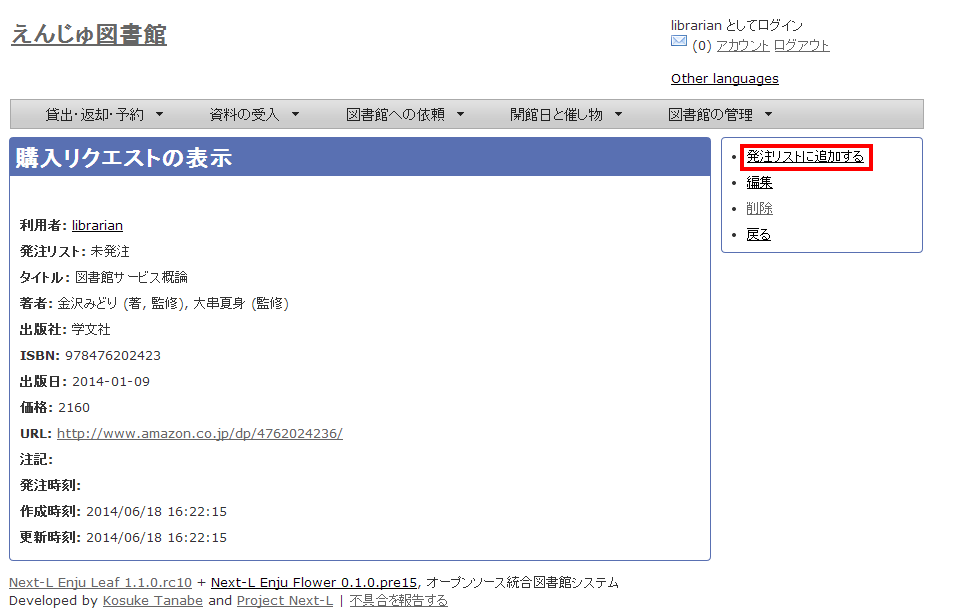 えんじゅ図書館
librarian としてログイン
(0) アカウント ログアウト
Other languages
貸出・返却・予約 ▼ 資料の受入 ▼ 図書館への依頼 ▼ 開館日と催し物 ▼ 図書館の管理 ▼
購入リクエストの表示
利用者: librarian
発注リスト: 未発注
タイトル: 図書館サービス概論
著者: 金沢みどり (著, 監修), 大串夏身 (監修)
出版社: 学文社
ISBN: 978476202423
出版日: 2014-01-09
価格: 2160
URL: http://www.amazon.co.jp/dp/4762024236/
注記:
発注時刻:
作成時刻: 2014/06/18 16:22:15
更新時刻: 2014/06/18 16:22:15
• 発注リストに追加する
• 編集
• 削除
• 戻る
Next-L Enju Leaf 1.1.0.rc10 + Next-L Enju Flower 0.1.0.pre15, オープンソース統合図書館システム
Developed by Kosuke Tanabe and Project Next-L | 不具合を報告する